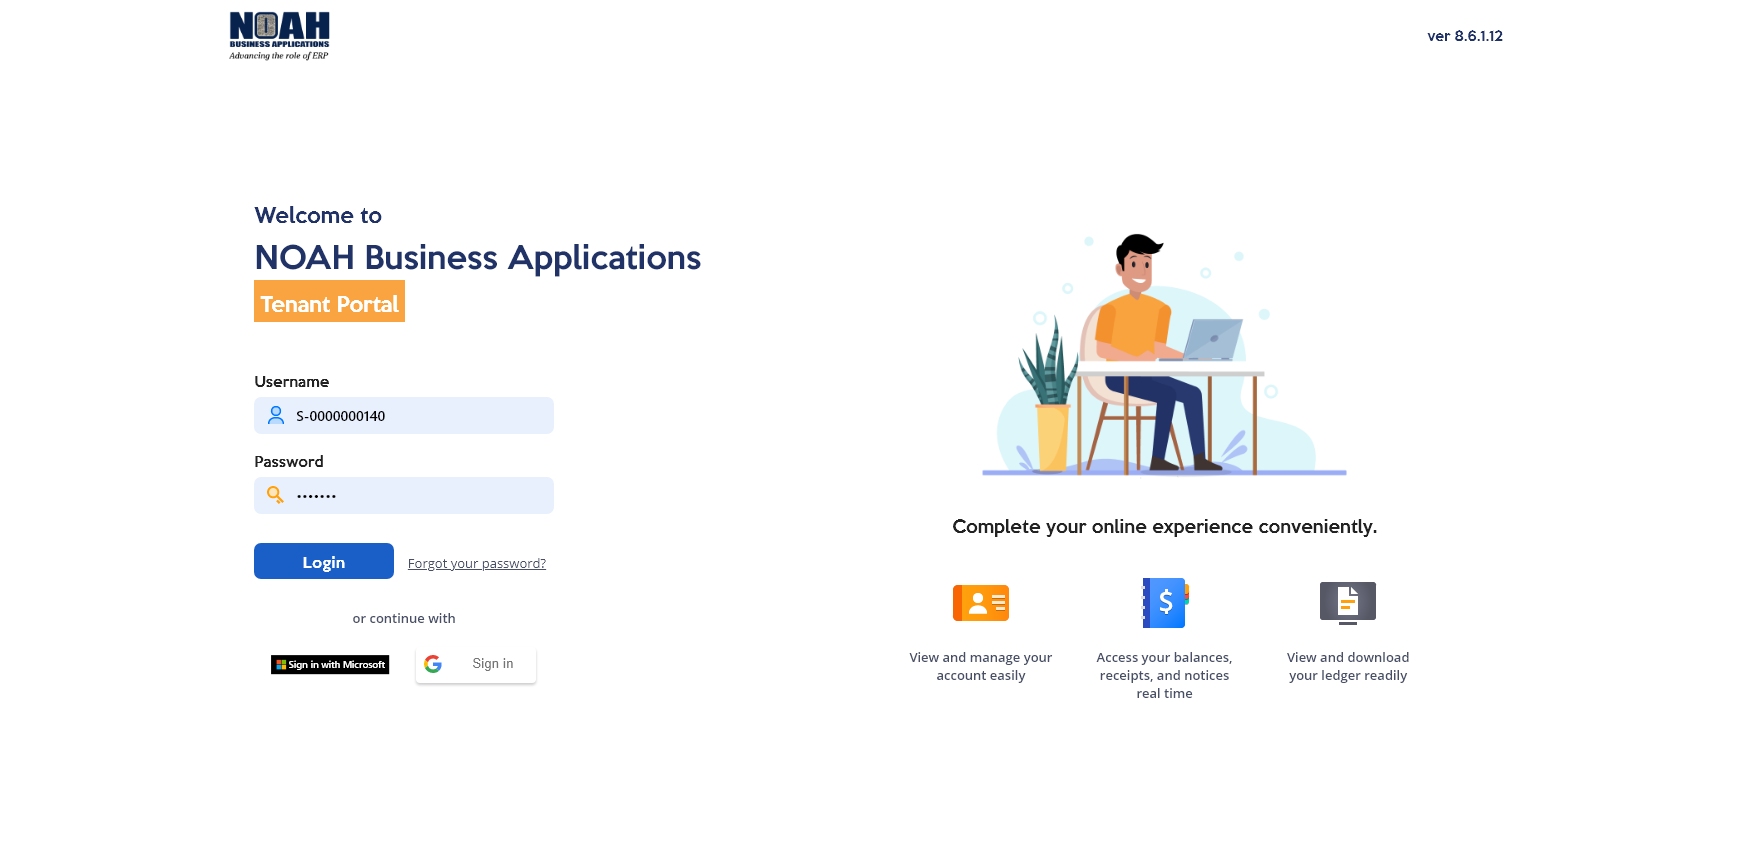 NOAH
BUSINESS APPLICATIONS
Advancing the role of ERP
ver 8.6.1.12
Welcome to
NOAH Business Applications
Tenant Portal
Username
S-0000000140
Password
•••••••
Login
Forgot your password?
or continue with
Sign in with Microsoft
Sign in
Complete your online experience conveniently.
View and manage your
account easily
Access your balances,
receipts, and notices
real time
View and download
your ledger readily